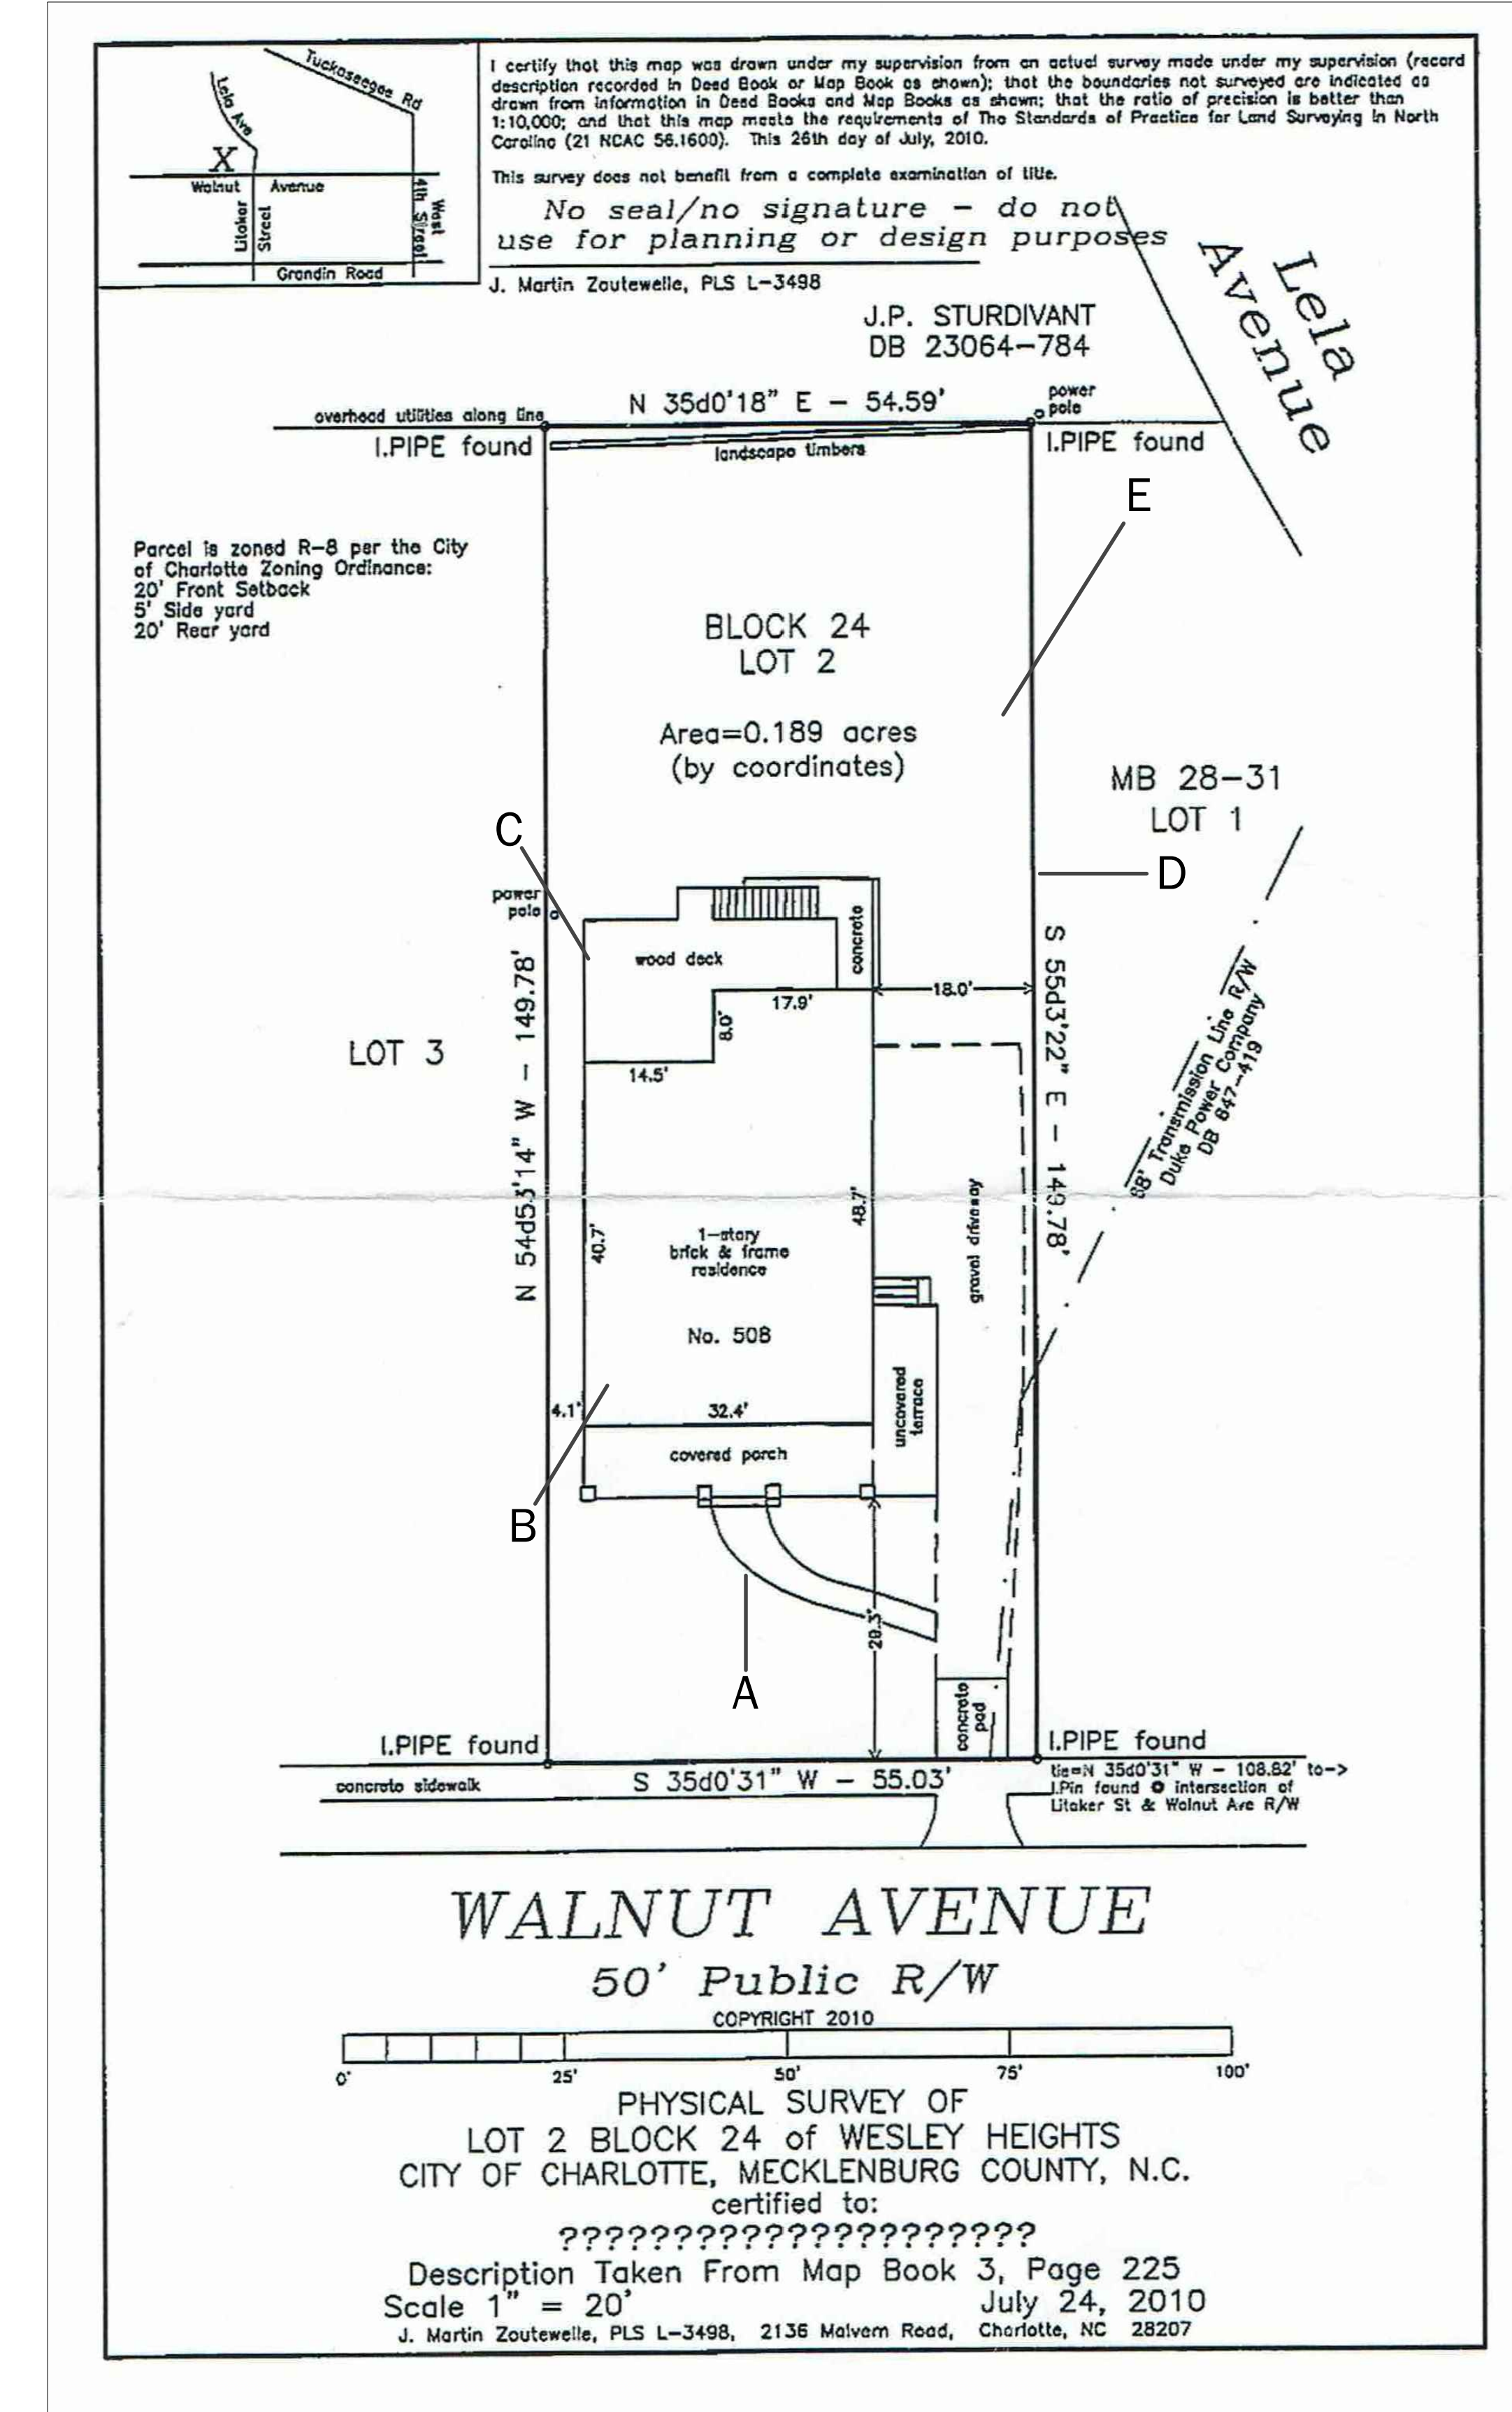 Tuckaseegee Rd
Lela Ave
X
Walnut Avenue
Litaker Street
4th Street West
Grandin Road
I certify that this map was drawn under my supervision from an actual survey made under my supervision (record
description recorded in Deed Book or Map Book as shown); that the boundaries not surveyed are indicated as
drawn from information in Deed Books and Map Books as shown; that the ratio of precision is better than
1:10,000; and that this map meets the requirements of The Standards of Practice for Land Surveying in North
Carolina (21 NCAC 56.1600). This 26th day of July, 2010.
This survey does not benefit from a complete examination of title.
No seal/no signature - do not
use for planning or design purposes
J. Martin Zoutewelle, PLS L-3498
Lela
Avenue
J.P. STURDIVANT
DB 23064-784
N 35d0'18" E - 54.59'
power
pole
overhead utilities along line
I.PIPE found
I.PIPE found
landscape timbers
E
Parcel is zoned R-8 per the City
of Charlotte Zoning Ordinance:
20' Front Setback
5' Side yard
20' Rear yard
BLOCK 24
LOT 2
Area=0.189 acres
(by coordinates)
MB 28-31
LOT 1
C
D
power
pole
wood deck
concrete
18.0'
17.9'
8.0'
14.5'
LOT 3
N 54d53'14" W - 149.78'
S 55d3'22" E - 149.78'
68' Transmission Line R/W
Duke Power Company
DB 647-419
40.7'
48.7'
gravel driveway
1-story
brick & frame
residence
No. 508
uncovered
terrace
4.1'
32.4'
covered porch
B
29.3'
A
concrete
pad
I.PIPE found
I.PIPE found
concrete sidewalk
S 35d0'31" W - 55.03'
tie=N 35d0'31" W - 108.82' to->
I.Pin found @ intersection of
Litaker St & Walnut Ave R/W
WALNUT AVENUE
50' Public R/W
COPYRIGHT 2010
0' 25' 50' 75' 100'
PHYSICAL SURVEY OF
LOT 2 BLOCK 24 of WESLEY HEIGHTS
CITY OF CHARLOTTE, MECKLENBURG COUNTY, N.C.
certified to:
?????????????????????
Description Taken From Map Book 3, Page 225
Scale 1" = 20' July 24, 2010
J. Martin Zoutewelle, PLS L-3498, 2136 Malvern Road, Charlotte, NC 28207